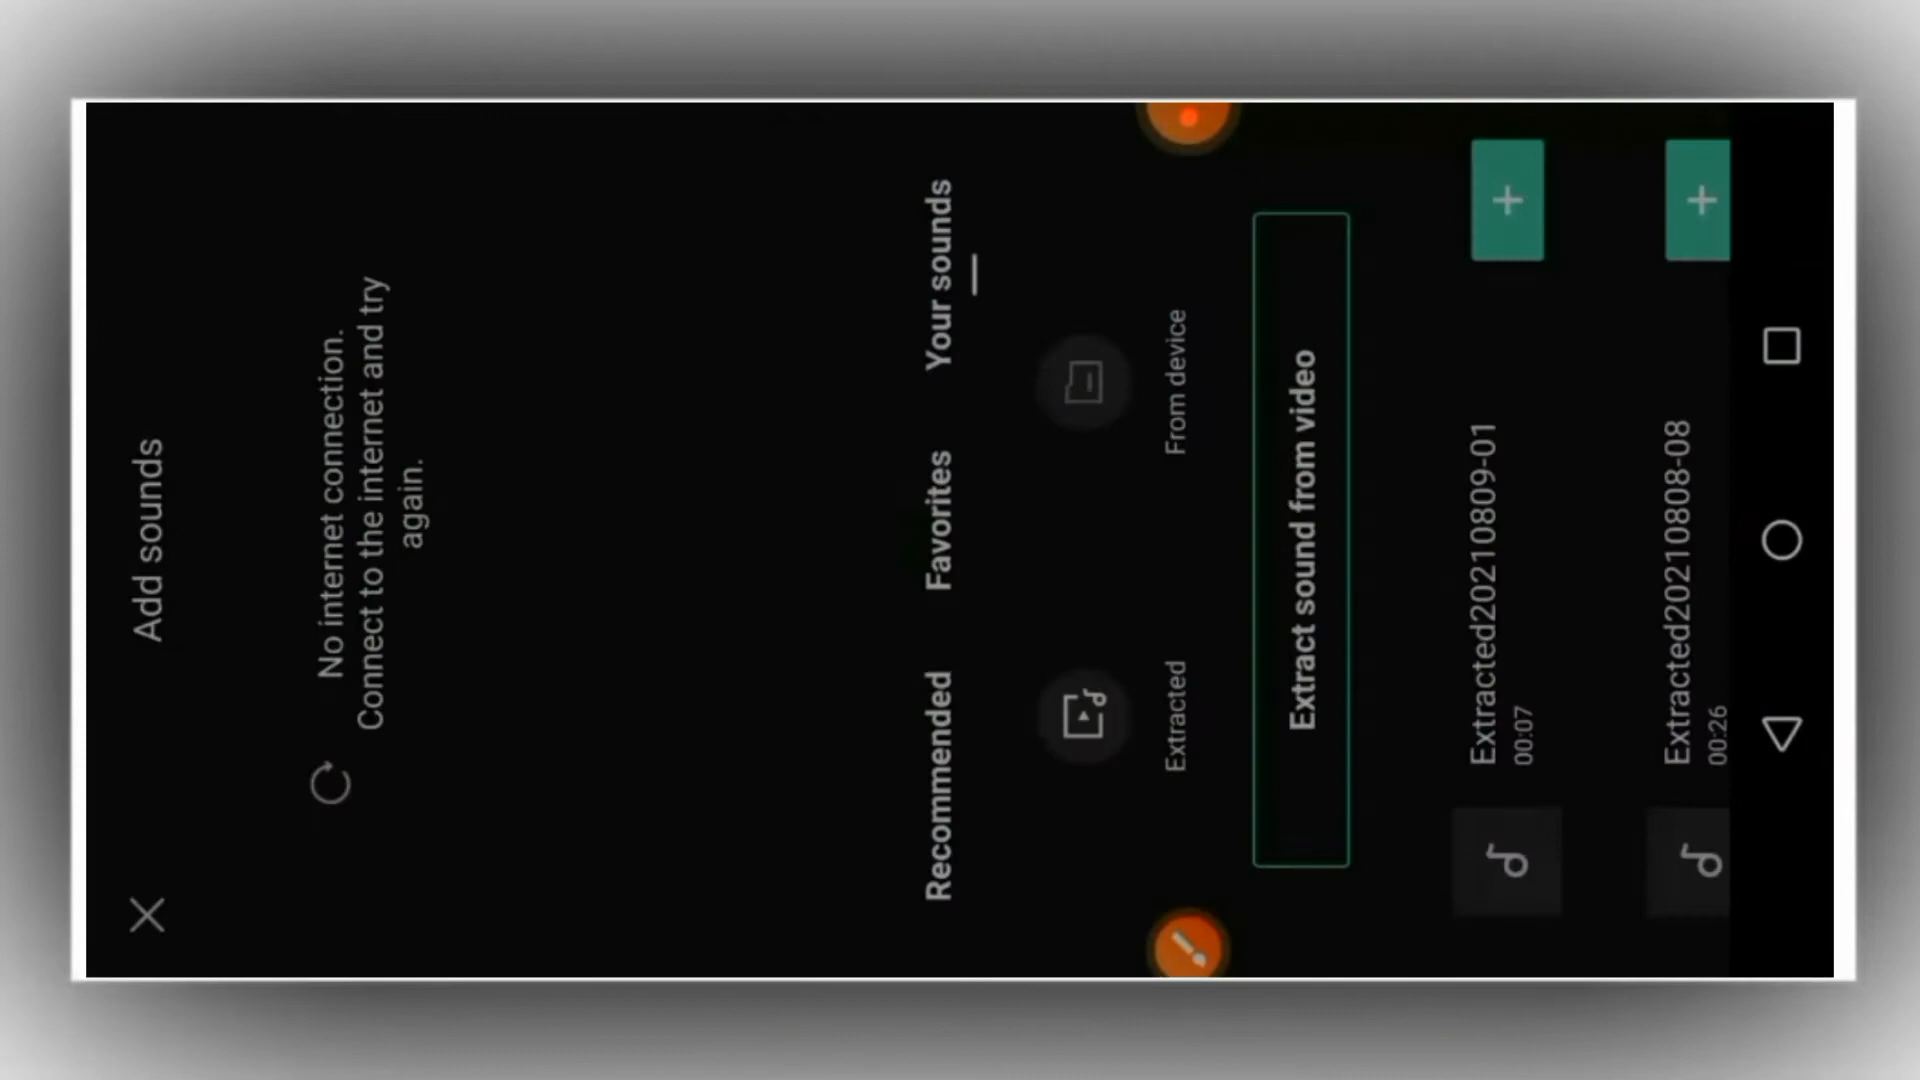 Add sounds
No internet connection.
Connect to the internet and try
again.
Recommended
Favorites
Your sounds
Extracted
From device
Extract sound from video
Extracted20210809-01
00:07
Extracted20210808-08
00:26